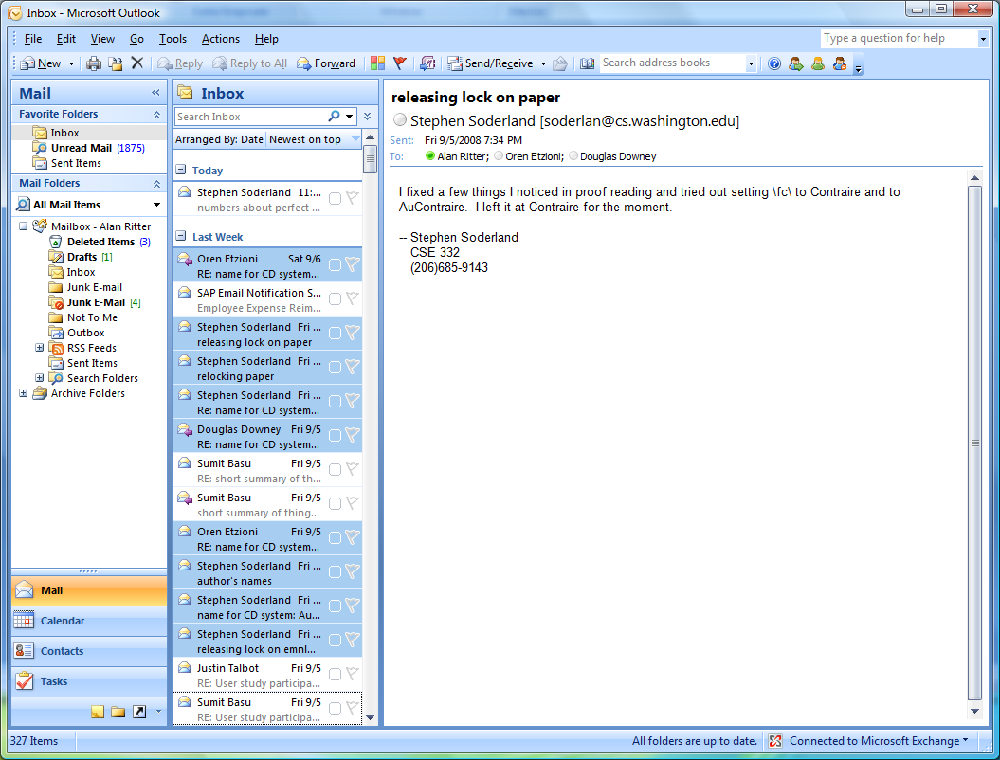 Inbox - Microsoft Outlook
File Edit View Go Tools Actions Help
Type a question for help
New Reply Reply to All Forward Send/Receive Search address books
Mail
Favorite Folders
Inbox
Unread Mail (1875)
Sent Items
Mail Folders
All Mail Items
Mailbox - Alan Ritter
Deleted Items (3)
Drafts [1]
Inbox
Junk E-mail
Junk E-Mail [4]
Not To Me
Outbox
RSS Feeds
Sent Items
Search Folders
Archive Folders
Mail
Calendar
Contacts
Tasks
Inbox
Search Inbox
Arranged By: Date Newest on top
Today
Stephen Soderland 11:...
numbers about perfect ...
Last Week
Oren Etzioni Sat 9/6
RE: name for CD system...
SAP Email Notification S...
Employee Expense Reim...
Stephen Soderland Fri ...
releasing lock on paper
Stephen Soderland Fri ...
relocking paper
Stephen Soderland Fri ...
Re: name for CD system...
Douglas Downey Fri 9/5
RE: name for CD system...
Sumit Basu Fri 9/5
RE: short summary of th...
Sumit Basu Fri 9/5
short summary of thing...
Oren Etzioni Fri 9/5
RE: name for CD system...
Stephen Soderland Fri ...
author's names
Stephen Soderland Fri ...
name for CD system: Au...
Stephen Soderland Fri ...
releasing lock on emnl...
Justin Talbot Fri 9/5
RE: User study participa...
Sumit Basu Fri 9/5
RE: User study participa...
releasing lock on paper
Stephen Soderland [soderlan@cs.washington.edu]
Sent: Fri 9/5/2008 7:34 PM
To: Alan Ritter; Oren Etzioni; Douglas Downey
I fixed a few things I noticed in proof reading and tried out setting \fc\ to Contraire and to
AuContraire. I left it at Contraire for the moment.
-- Stephen Soderland
CSE 332
(206)685-9143
327 Items
All folders are up to date. Connected to Microsoft Exchange